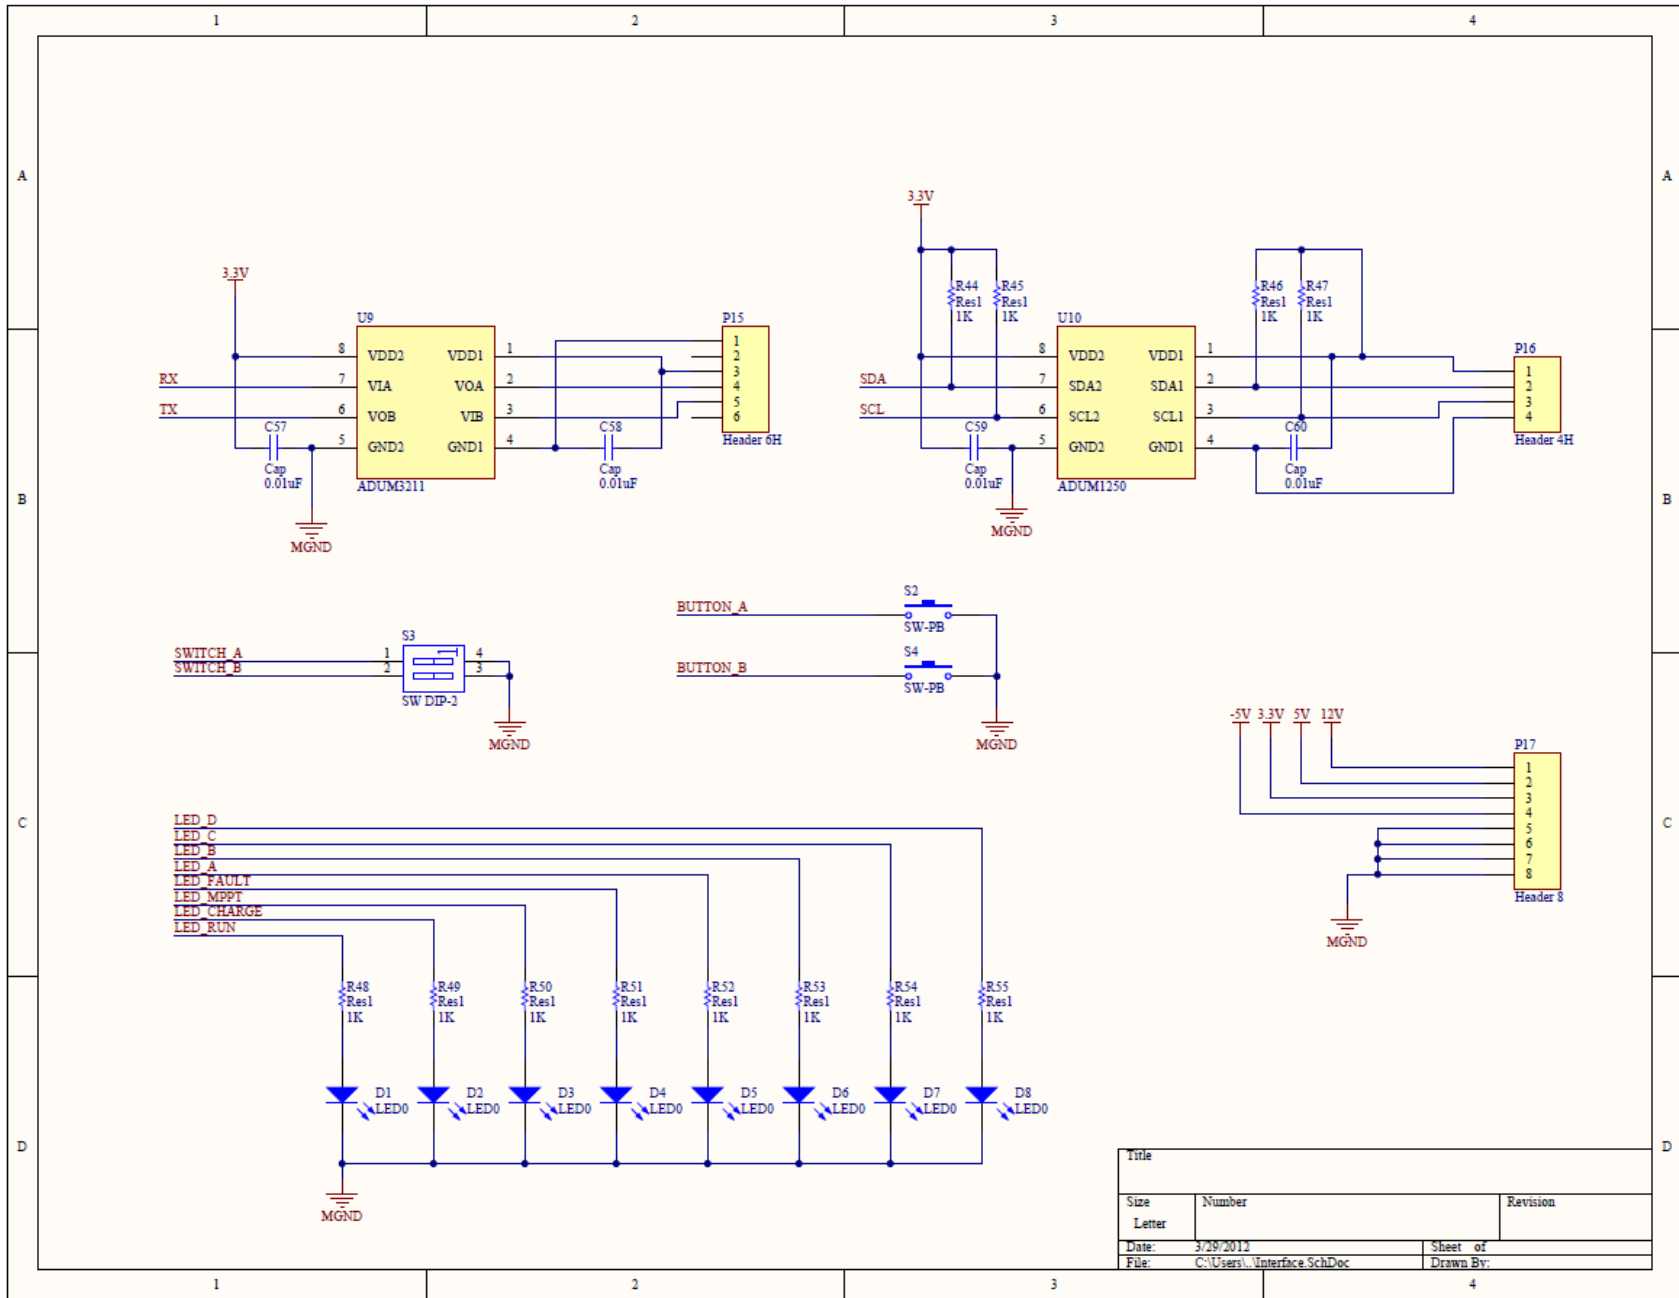 1 2 3 4
A A
3.3V
3.3V
R44 R45 R46 R47
Res1 Res1 Res1 Res1
1K 1K 1K 1K
U9 P15 U10
P16
8 VDD2 VDD1 1 1
2
3
8 VDD2 VDD1 1
1
RX 7 VIA VOA 2 4
SDA 7 SDA2 SDA1 2 2
5
3
TX 6 VOB VIB 3 6
SCL 6 SCL2 SCL1 3 4
C57 C58 C59 C60
5 GND2 GND1 4 Header 6H
5 GND2 GND1 4 Header 4H
Cap Cap Cap Cap
0.01uF 0.01uF 0.01uF 0.01uF
ADUM3211 ADUM1250
B B
MGND MGND
S2
BUTTON_A
SW-PB
S3
SWITCH_A 1 4
SWITCH_B 2 3
SW DIP-2
S4
BUTTON_B
SW-PB
MGND MGND
-5V 3.3V 5V 12V
P17
1
2
3
4
5
6
7
8
Header 8
MGND
C C
LED_D
LED_C
LED_B
LED_A
LED_FAULT
LED_MPPT
LED_CHARGE
LED_RUN
R48 R49 R50 R51 R52 R53 R54 R55
Res1 Res1 Res1 Res1 Res1 Res1 Res1 Res1
1K 1K 1K 1K 1K 1K 1K 1K
D1 D2 D3 D4 D5 D6 D7 D8
LED0 LED0 LED0 LED0 LED0 LED0 LED0 LED0
D D
MGND
Title
Size Number Revision
Letter
Date: 3/29/2012 Sheet of
File: C:\Users\..\Interface.SchDoc Drawn By:
1 2 3 4